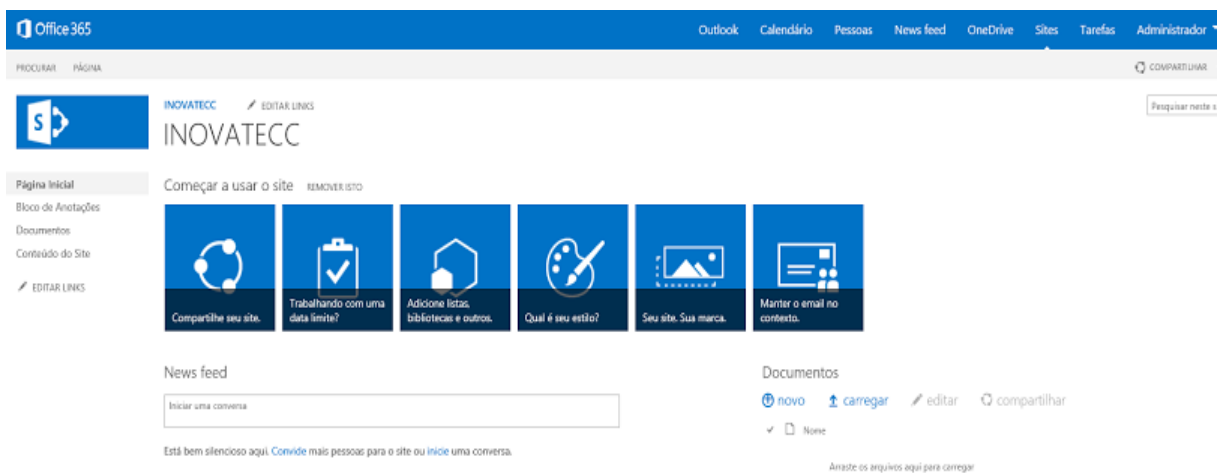 Office 365
Outlook Calendário Pessoas News feed OneDrive Sites Tarefas Administrador
PROCURAR PÁGINA
COMPARTILHAR
S
INOVATECC EDITAR LINKS
Pesquisar neste s
INOVATECC
Página Inicial
Bloco de Anotações
Documentos
Conteúdo do Site
EDITAR LINKS
Começar a usar o site REMOVER ISTO
Compartilhe seu site.
Trabalhando com uma
data limite?
Adicione listas,
bibliotecas e outros.
Qual é seu estilo?
Seu site. Sua marca.
Manter o email no
contexto.
News feed
Iniciar uma conversa
Está bem silencioso aqui. Convide mais pessoas para o site ou inicie uma conversa.
Documentos
novo carregar editar compartilhar
Nome
Arraste os arquivos aqui para carregar